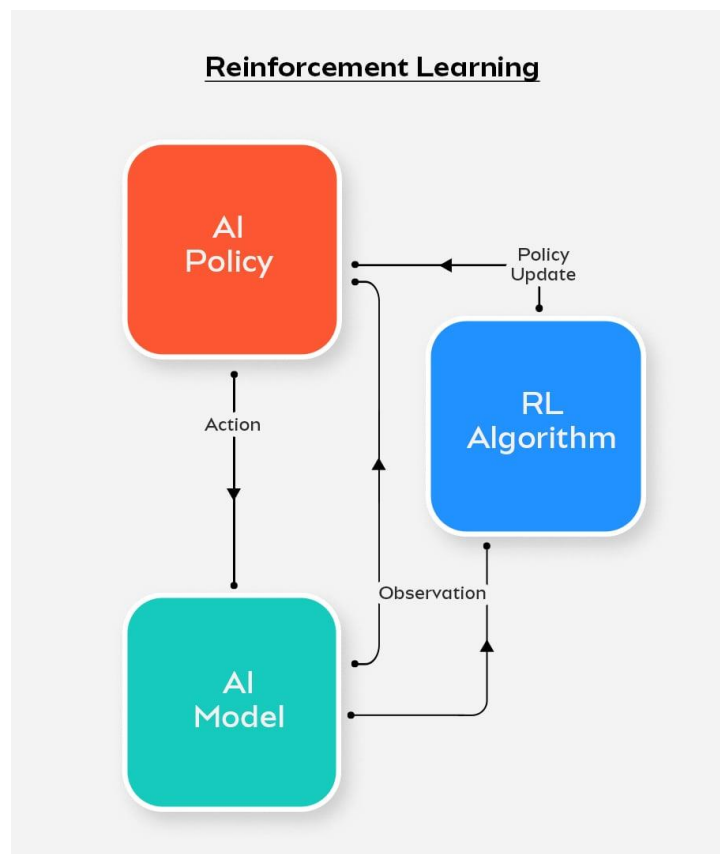 Reinforcement Learning
AI
Policy
Policy
Update
RL
Algorithm
Action
Observation
AI
Model